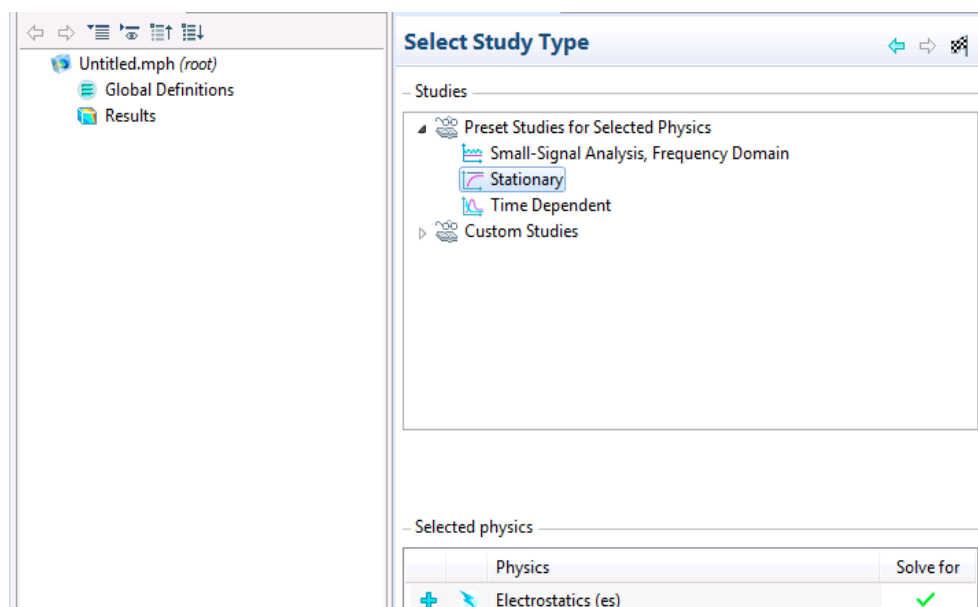 Untitled.mph (root)
Global Definitions
Results
Select Study Type
Studies
Preset Studies for Selected Physics
Small-Signal Analysis, Frequency Domain
Stationary
Time Dependent
Custom Studies
Selected physics
Physics Solve for
Electrostatics (es)